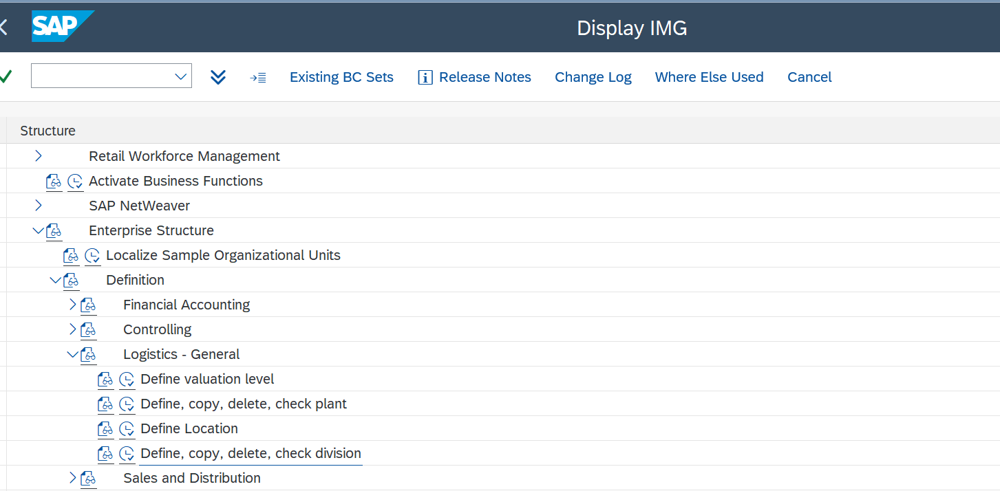 SAP
Display IMG
Existing BC Sets Release Notes Change Log Where Else Used Cancel
Structure
Retail Workforce Management
Activate Business Functions
SAP NetWeaver
Enterprise Structure
Localize Sample Organizational Units
Definition
Financial Accounting
Controlling
Logistics - General
Define valuation level
Define, copy, delete, check plant
Define Location
Define, copy, delete, check division
Sales and Distribution